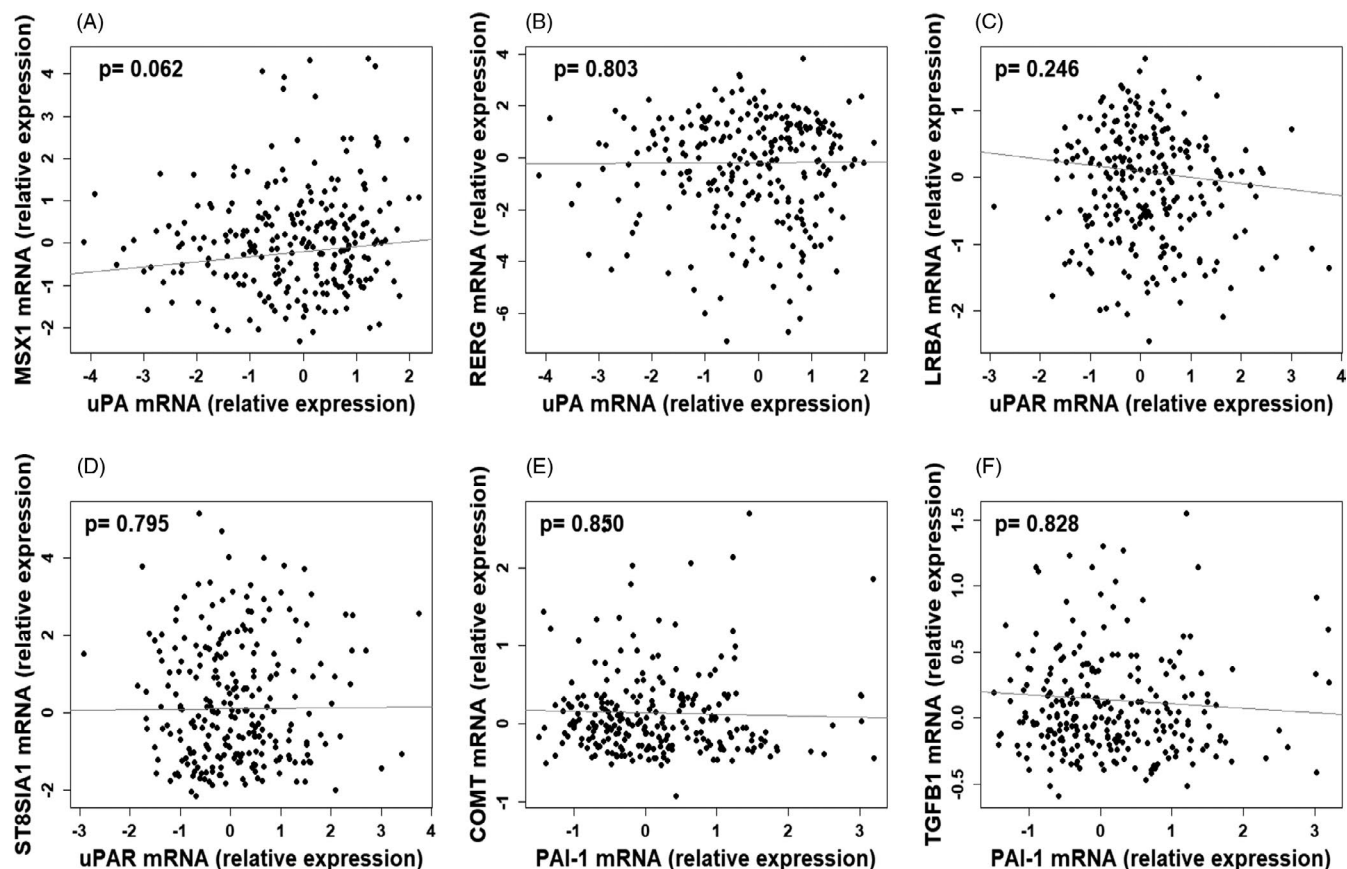 (A)
p= 0.062
MSX1 mRNA (relative expression)
4
3
2
1
0
-1
-2
-4
-3
-2
-1
0
1
2
uPA mRNA (relative expression)
(B)
p= 0.803
RERG mRNA (relative expression)
4
2
0
-2
-4
-6
-4
-3
-2
-1
0
1
2
uPA mRNA (relative expression)
(C)
p= 0.246
LRBA mRNA (relative expression)
1
0
-1
-2
-3
-2
-1
0
1
2
3
4
uPAR mRNA (relative expression)
(D)
p= 0.795
ST8SIA1 mRNA (relative expression)
4
2
0
-2
-3
-2
-1
0
1
2
3
4
uPAR mRNA (relative expression)
(E)
p= 0.850
COMT mRNA (relative expression)
2
1
0
-1
-1
0
1
2
3
PAI-1 mRNA (relative expression)
(F)
p= 0.828
TGFB1 mRNA (relative expression)
1.5
1.0
0.5
0.0
-0.5
-1
0
1
2
3
PAI-1 mRNA (relative expression)